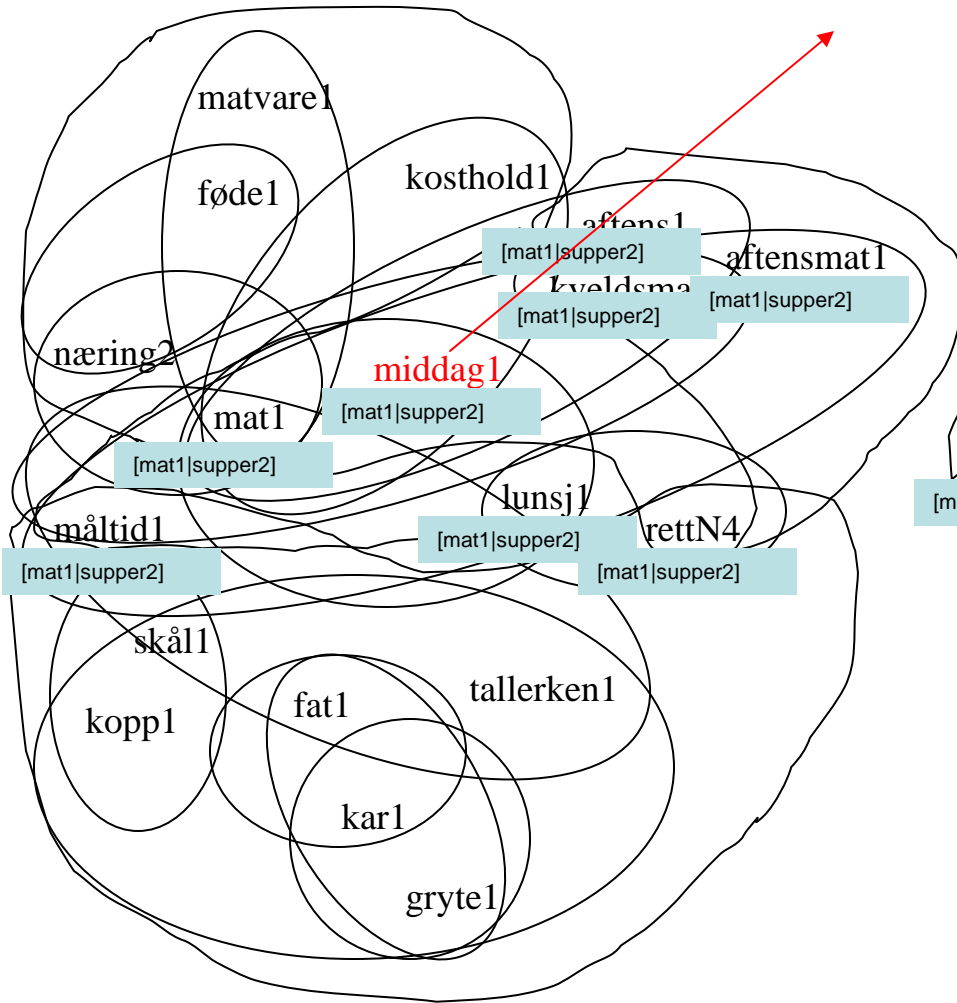 matvare1
kosthold1
føde1
aftens1
[mat1|supper2]
aftensmat1
[mat1|supper2]
kveldsma
[mat1|supper2]
næring2
middag1
[mat1|supper2]
mat1
[mat1|supper2]
lunsj1
[mat1|supper2]
rettN4
[mat1|supper2]
måltid1
[mat1|supper2]
skål1
kopp1
fat1
tallerken1
kar1
gryte1